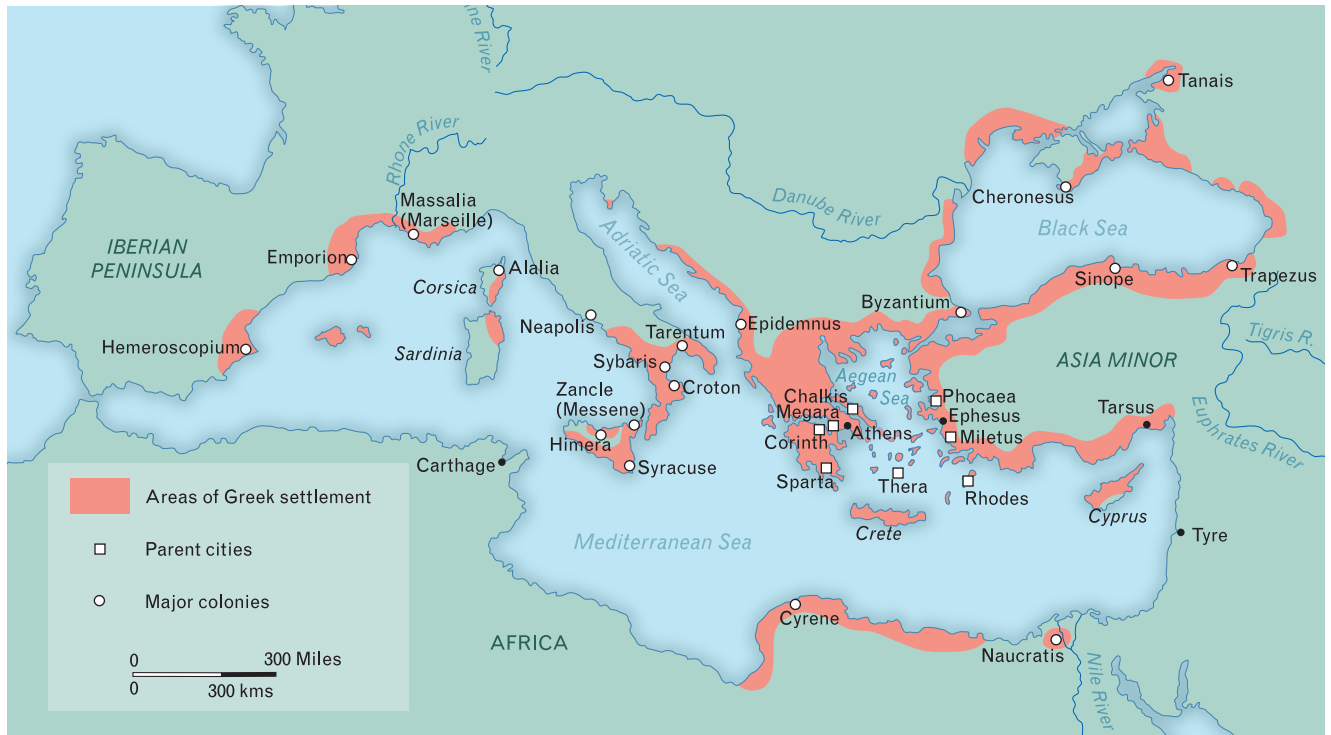 ine River
Tanais
Rhone River
Danube River
Cheronesus
Massalia
(Marseille)
Black Sea
IBERIAN
PENINSULA
Adriatic Sea
Emporion
Alalia
Corsica
Sinope
Trapezus
Byzantium
Neapolis
Tarentum
Epidemnus
Tigris R.
Hemeroscopium
Sardinia
Sybaris
ASIA MINOR
Aegean
Sea
Croton
Zancle
(Messene)
Chalkis
Phocaea
Megara
Ephesus
Tarsus
Euphrates River
Himera
Corinth
Athens
Miletus
Carthage
Syracuse
Sparta
Thera
Rhodes
Cyprus
Crete
Tyre
Mediterranean Sea
Cyrene
AFRICA
Naucratis
Nile River
Areas of Greek settlement
Parent cities
Major colonies
0 300 Miles
0 300 kms